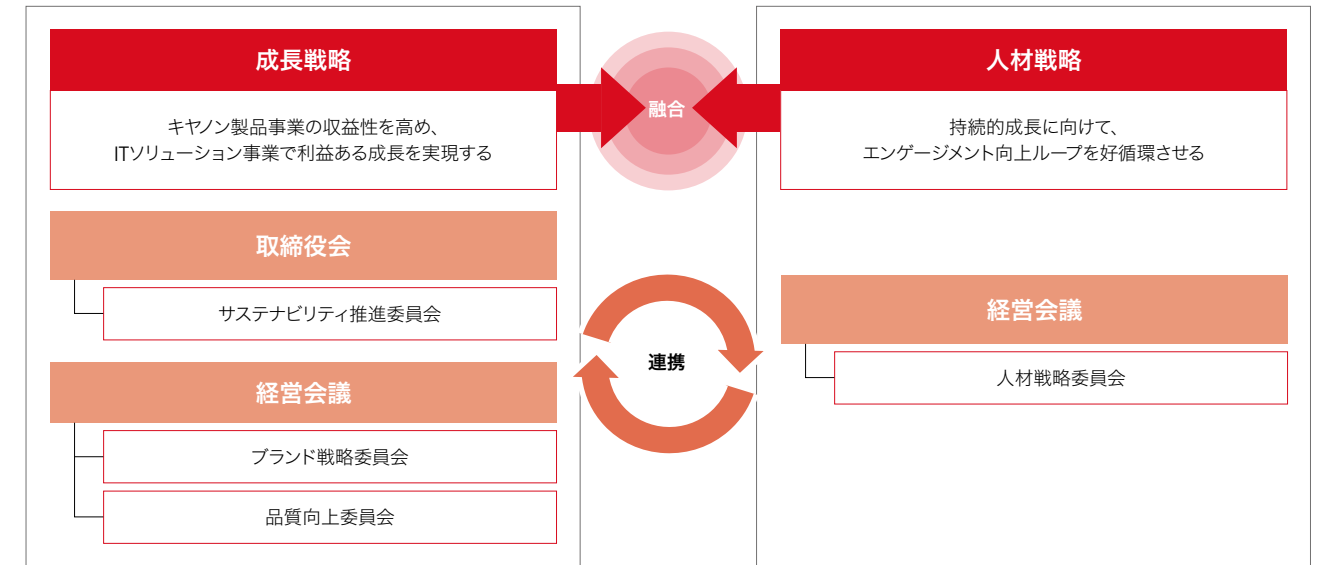 成長戦略
キヤノン製品事業の収益性を高め、
ITソリューション事業で利益ある成長を実現する
取締役会
サステナビリティ推進委員会
経営会議
ブランド戦略委員会
品質向上委員会
融合
連携
人材戦略
持続的成長に向けて、
エンゲージメント向上ループを好循環させる
経営会議
人材戦略委員会